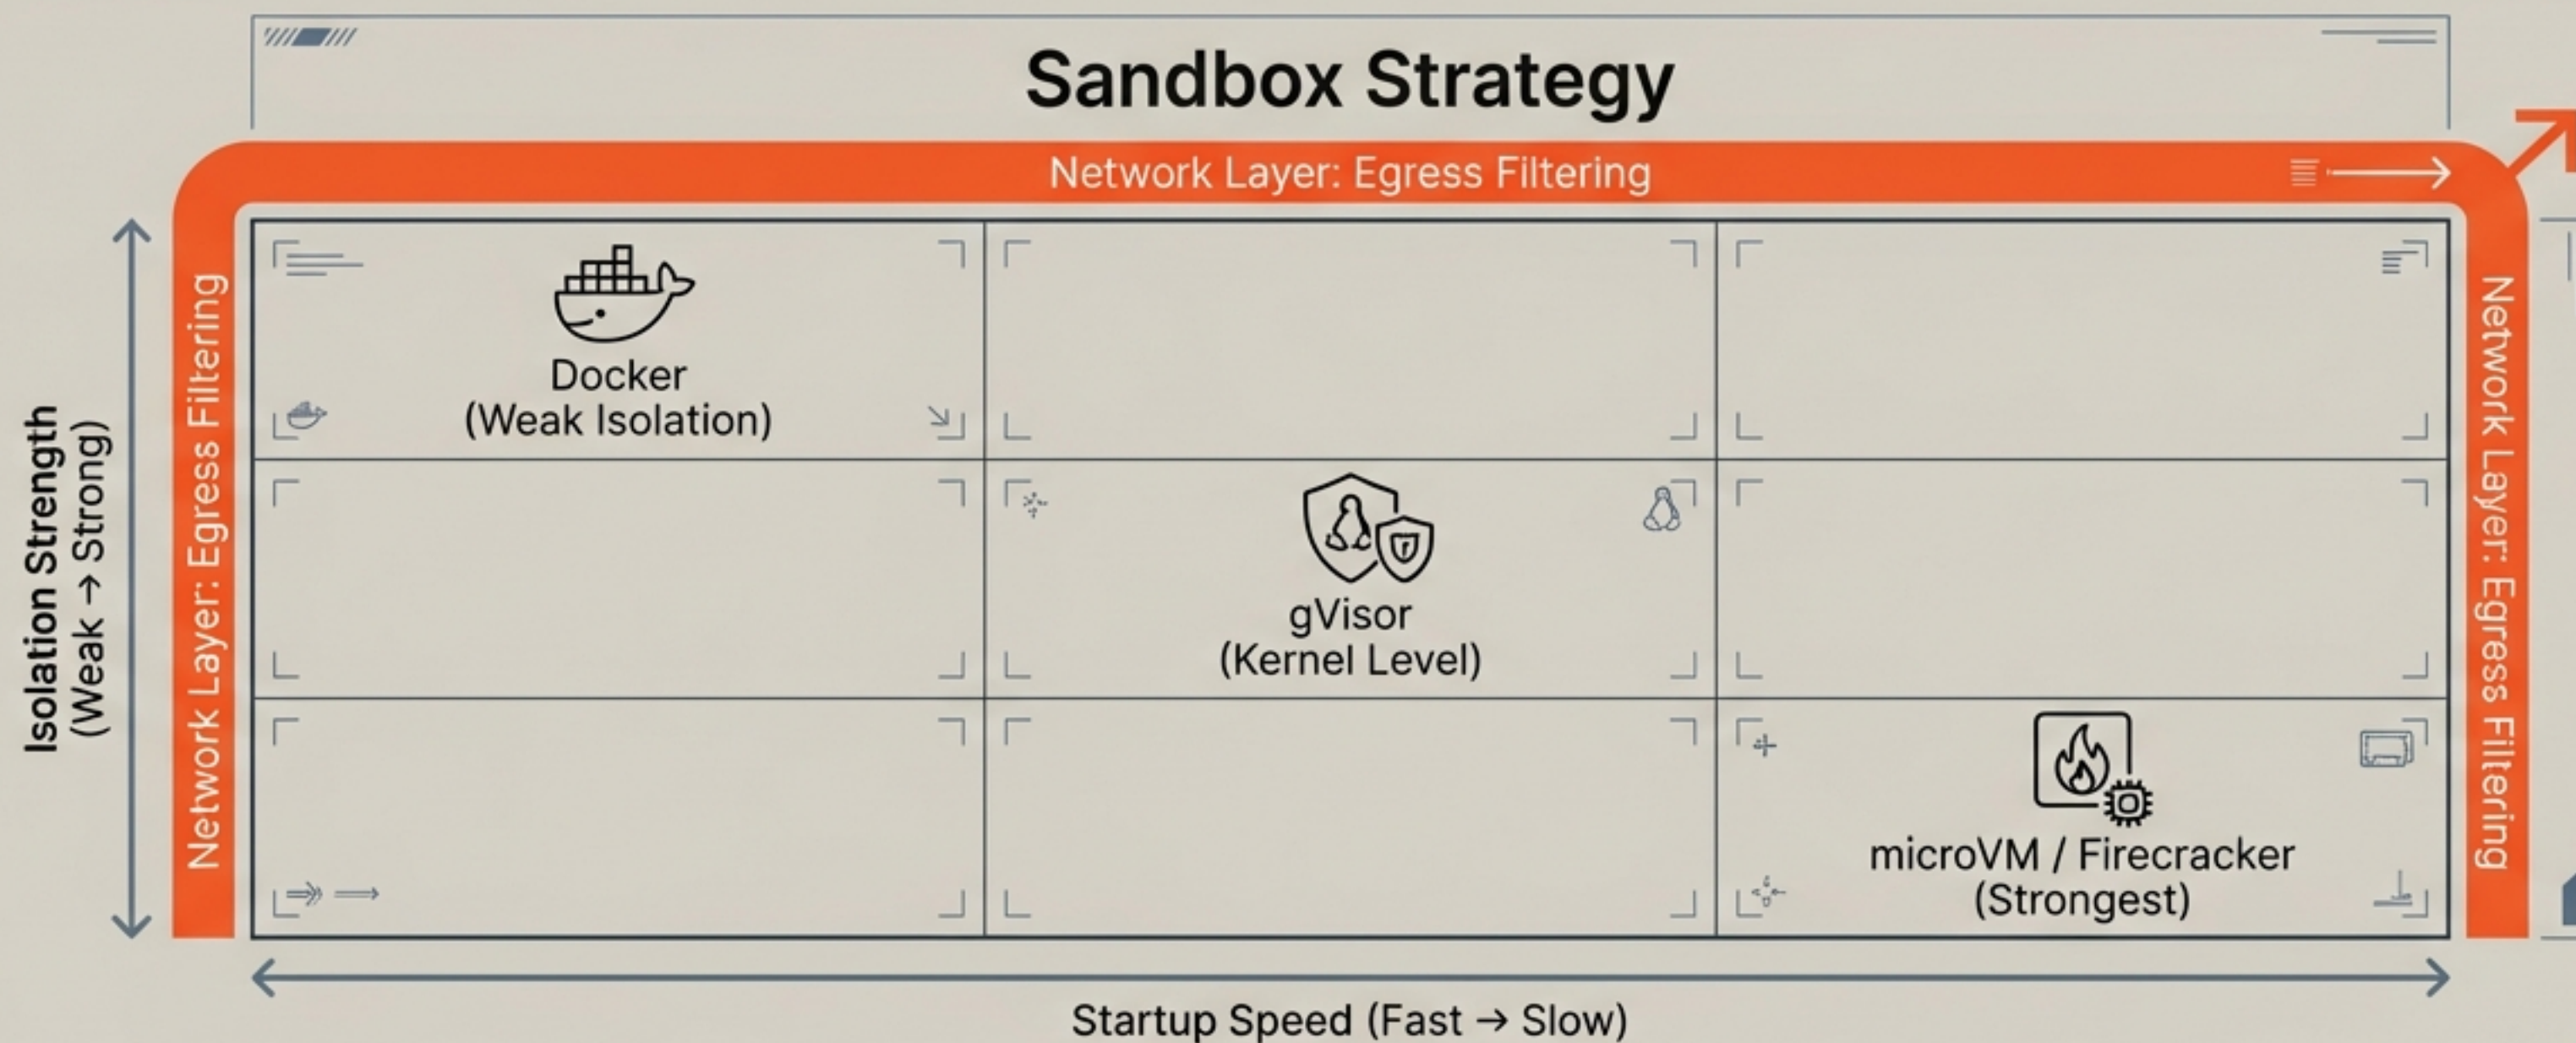 Sandbox Strategy
Network Layer: Egress Filtering
Network Layer: Egress Filtering
Network Layer: Egress Filtering
Isolation Strength
(Weak → Strong)
Docker
(Weak Isolation)
gVisor
(Kernel Level)
microVM / Firecracker
(Strongest)
Startup Speed (Fast → Slow)